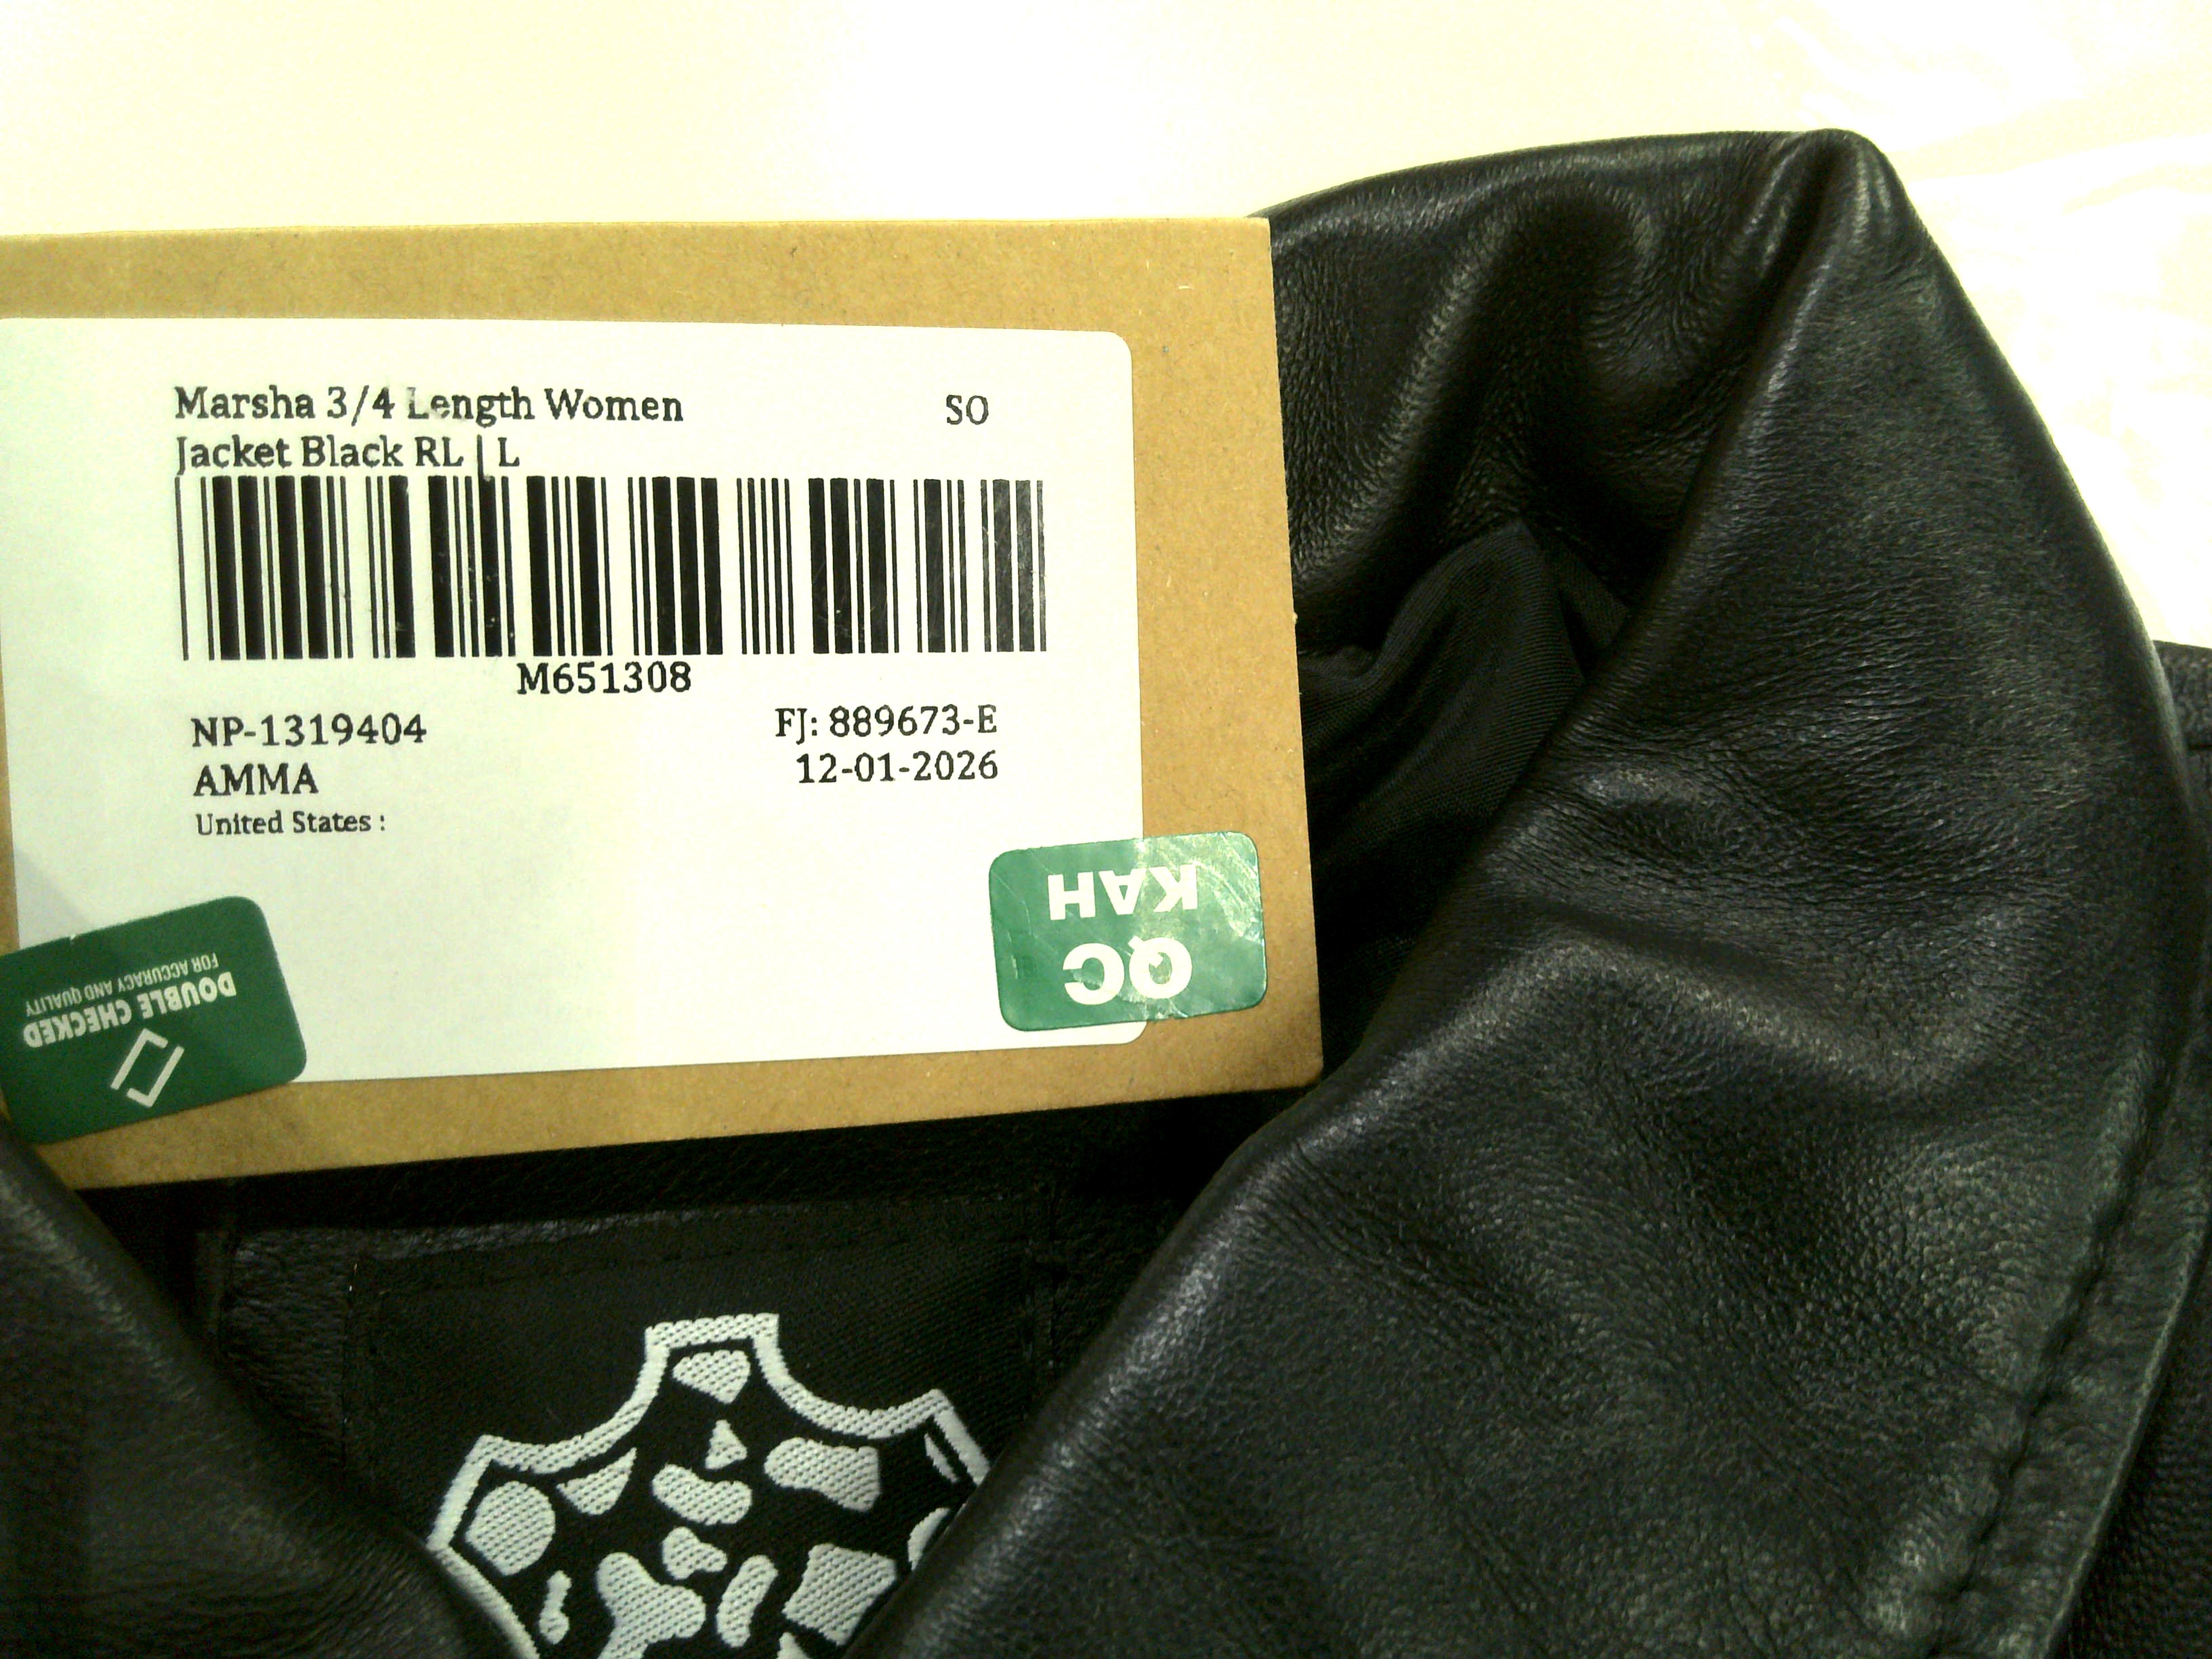 Marsha 3/4 Length Women
SO
Jacket Black RL | L
M651308
NP-1319404
FJ: 889673-E
AMMA
12-01-2026
United States :
QC
KAH
DOUBLE CHECKED
FOR ACCURACY AND QUALITY